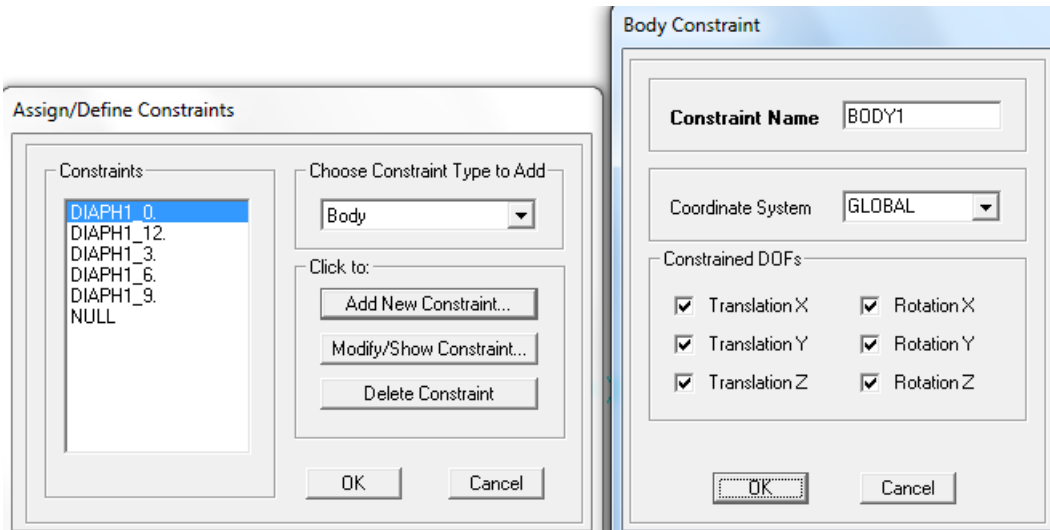 Assign/Define Constraints
Constraints
DIAPH1_0.
DIAPH1_12.
DIAPH1_3.
DIAPH1_6.
DIAPH1_9.
NULL
Choose Constraint Type to Add
Body
Click to:
Add New Constraint...
Modify/Show Constraint...
Delete Constraint
OK Cancel
Body Constraint
Constraint Name BODY1
Coordinate System GLOBAL
Constrained DOFs
Translation X Rotation X
Translation Y Rotation Y
Translation Z Rotation Z
OK Cancel